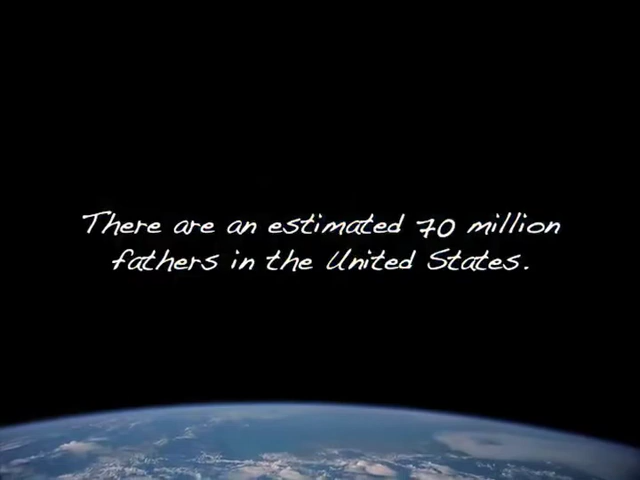 There are an estimated 70 million
fathers in the United States.